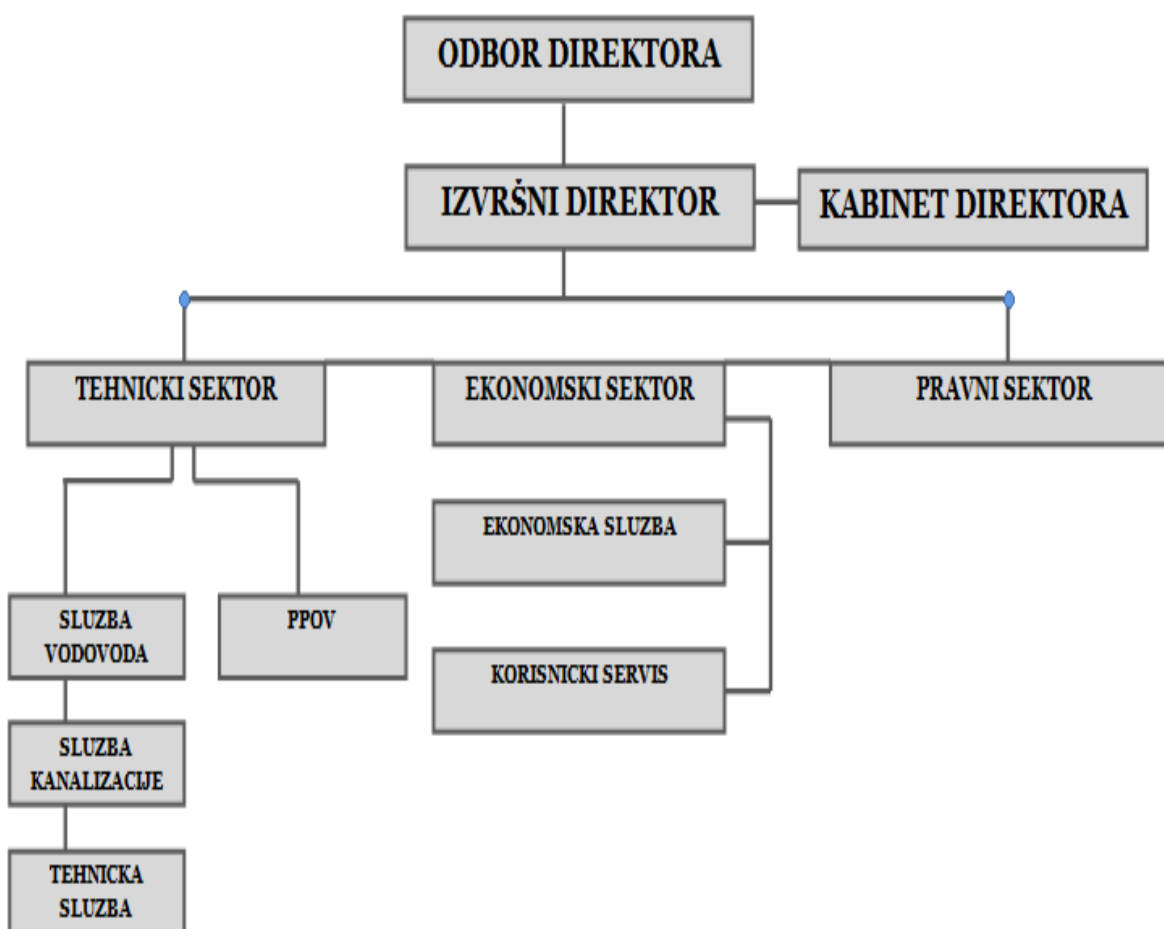 ODBOR DIREKTORA
IZVRŠNI DIREKTOR
KABINET DIREKTORA
TEHNICKI SEKTOR
EKONOMSKI SEKTOR
PRAVNI SEKTOR
EKONOMSKA SLUZBA
SLUZBA
VODOVODA
PPOV
KORISNICKI SERVIS
SLUZBA
KANALIZACIJE
TEHNICKA
SLUZBA